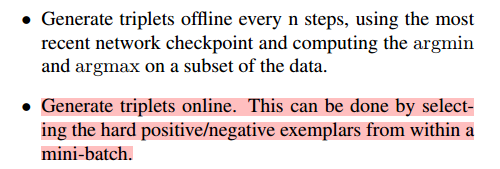 • Generate triplets offline every n steps, using the most
recent network checkpoint and computing the argmin
and argmax on a subset of the data.
• Generate triplets online. This can be done by select-
ing the hard positive/negative exemplars from within a
mini-batch.